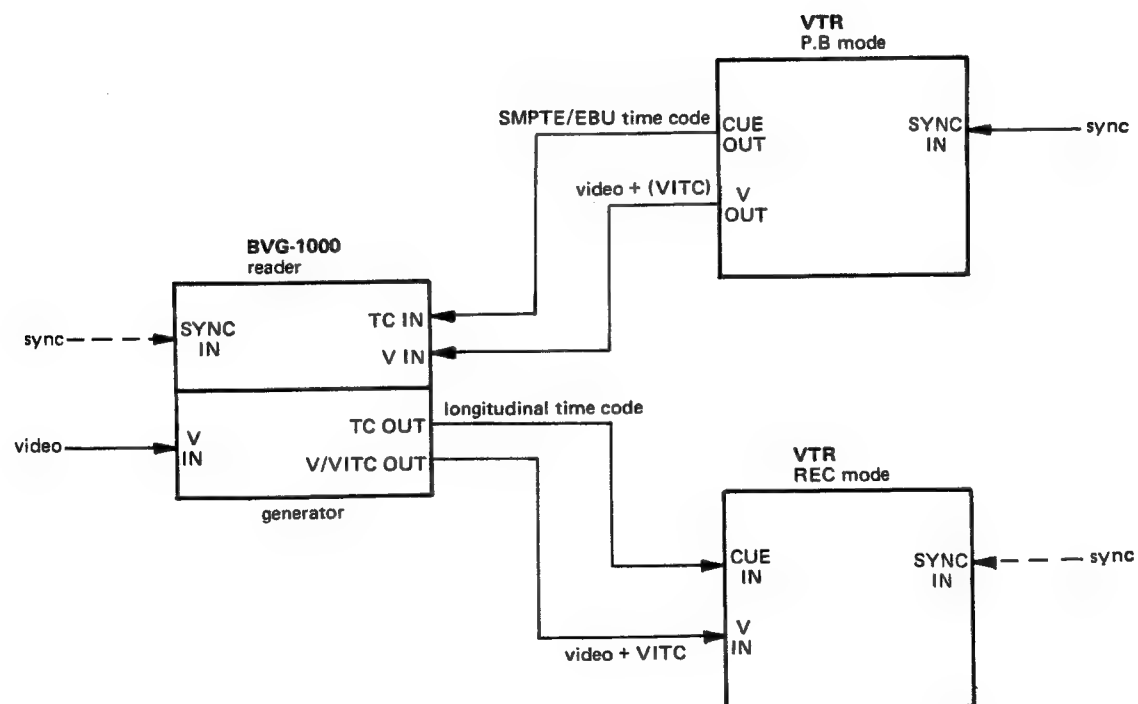 VTR
P.B mode
SMPTE/EBU time code
CUE
OUT
SYNC
IN
sync
video + (VITC)
V
OUT
BVG-1000
reader
sync
SYNC
IN
TC IN
V IN
video
V
IN
TC OUT
longitudinal time code
V/VITC OUT
generator
VTR
REC mode
CUE
IN
SYNC
IN
sync
V
IN
video + VITC